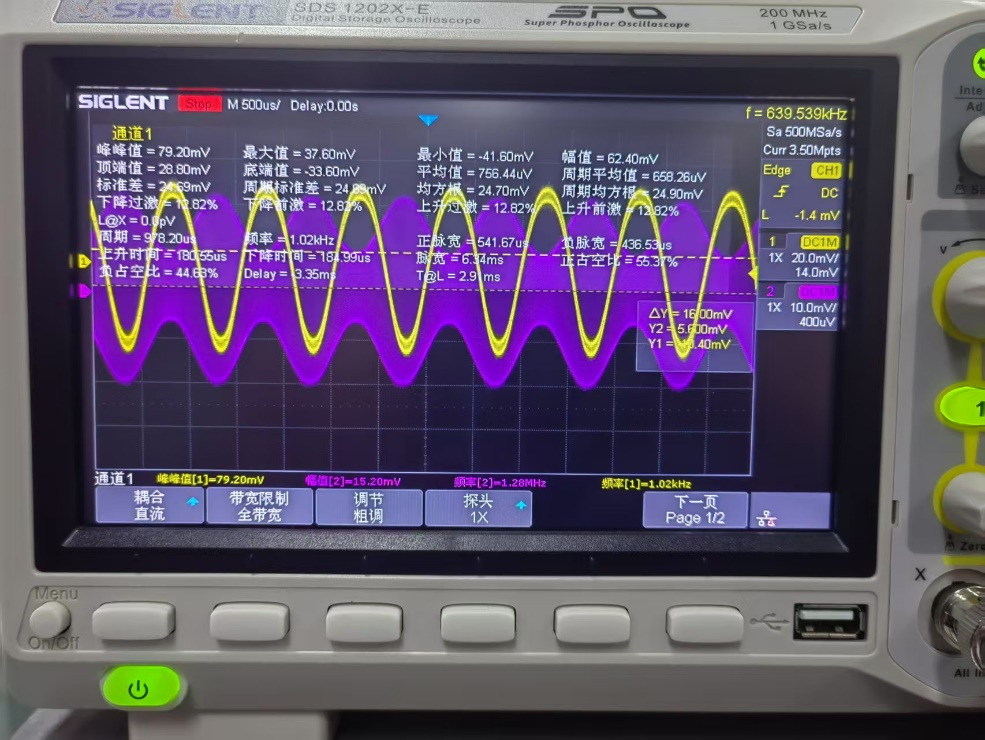 SIGLENT SDS 1202X-E
Digital Storage Oscilloscope
SPO
Super Phosphor Oscilloscope
200 MHz
1 GSa/s
SIGLENT Stop M 500us/ Delay:0.00s
f = 639.539kHz
Sa 500MSa/s
Curr 3.50Mpts
Edge CH1
DC
L -1.4 mV
1 DC1M
1X 20.0mV/
14.0mV
2 DC1M
1X 10.0mV/
400uV
通道1
峰峰值 = 79.20mV 最大值 = 37.60mV 最小值 = -41.60mV 幅值 = 62.40mV
顶端值 = 28.80mV 底端值 = -33.60mV 平均值 = 756.44uV 周期平均值 = 658.26uV
标准差 = 24.69mV 周期标准差 = 24.89mV 均方根 = 24.70mV 周期均方根 = 24.90mV
下降过激 = 12.82% 下降前激 = 12.82% 上升过激 = 12.82% 上升前激 = 12.82%
L@X = 0.0pV
周期 = 978.20us 频率 = 1.02kHz 正脉宽 = 541.67us 负脉宽 = 436.53us
上升时间 = 180.55us 下降时间 = 184.99us 脉宽 = 6.34ms 正占空比 = 55.37%
负占空比 = 44.63% Delay = -3.35ms T@L = 2.91ms
ΔY = 16.00mV
Y2 = 5.600mV
Y1 = -10.40mV
通道1 峰峰值[1]=79.20mV 幅值[2]=15.20mV 频率[2]=1.28MHz 频率[1]=1.02kHz
耦合
直流
带宽限制
全带宽
调节
粗调
探头
1X
下一页
Page 1/2
Menu
On/Off
1
V
Zero
X